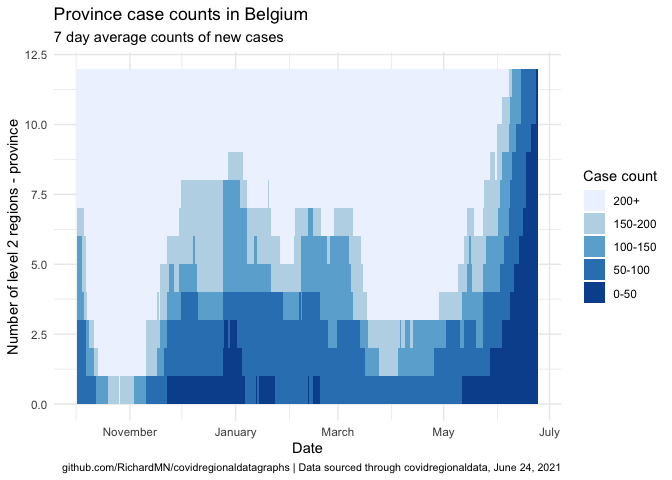 Province case counts in Belgium
7 day average counts of new cases
Number of level 2 regions - province
12.5
10.0
7.5
5.0
2.5
0.0
November
January
March
May
July
Date
Case count
200+
150-200
100-150
50-100
0-50
github.com/RichardMN/covidregionaldatagraphs | Data sourced through covidregionaldata, June 24, 2021